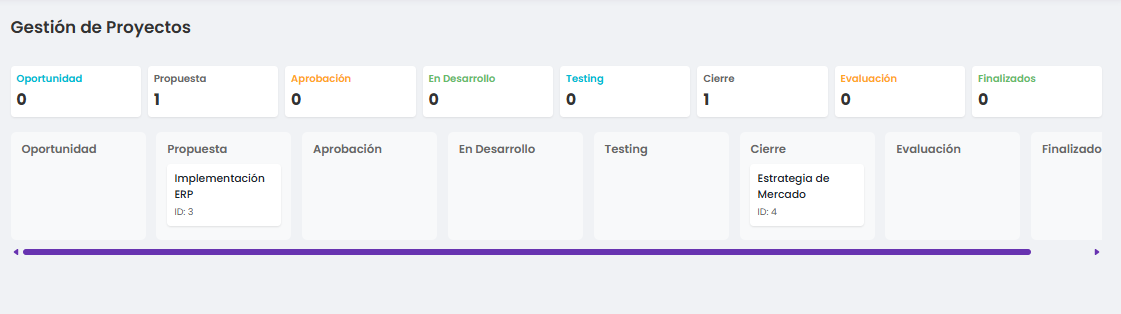 Gestión de Proyectos
Oportunidad
0
Propuesta
1
Aprobación
0
En Desarrollo
0
Testing
0
Cierre
1
Evaluación
0
Finalizados
0
Oportunidad
Propuesta
Implementación
ERP
ID: 3
Aprobación
En Desarrollo
Testing
Cierre
Estrategia de
Mercado
ID: 4
Evaluación
Finalizado